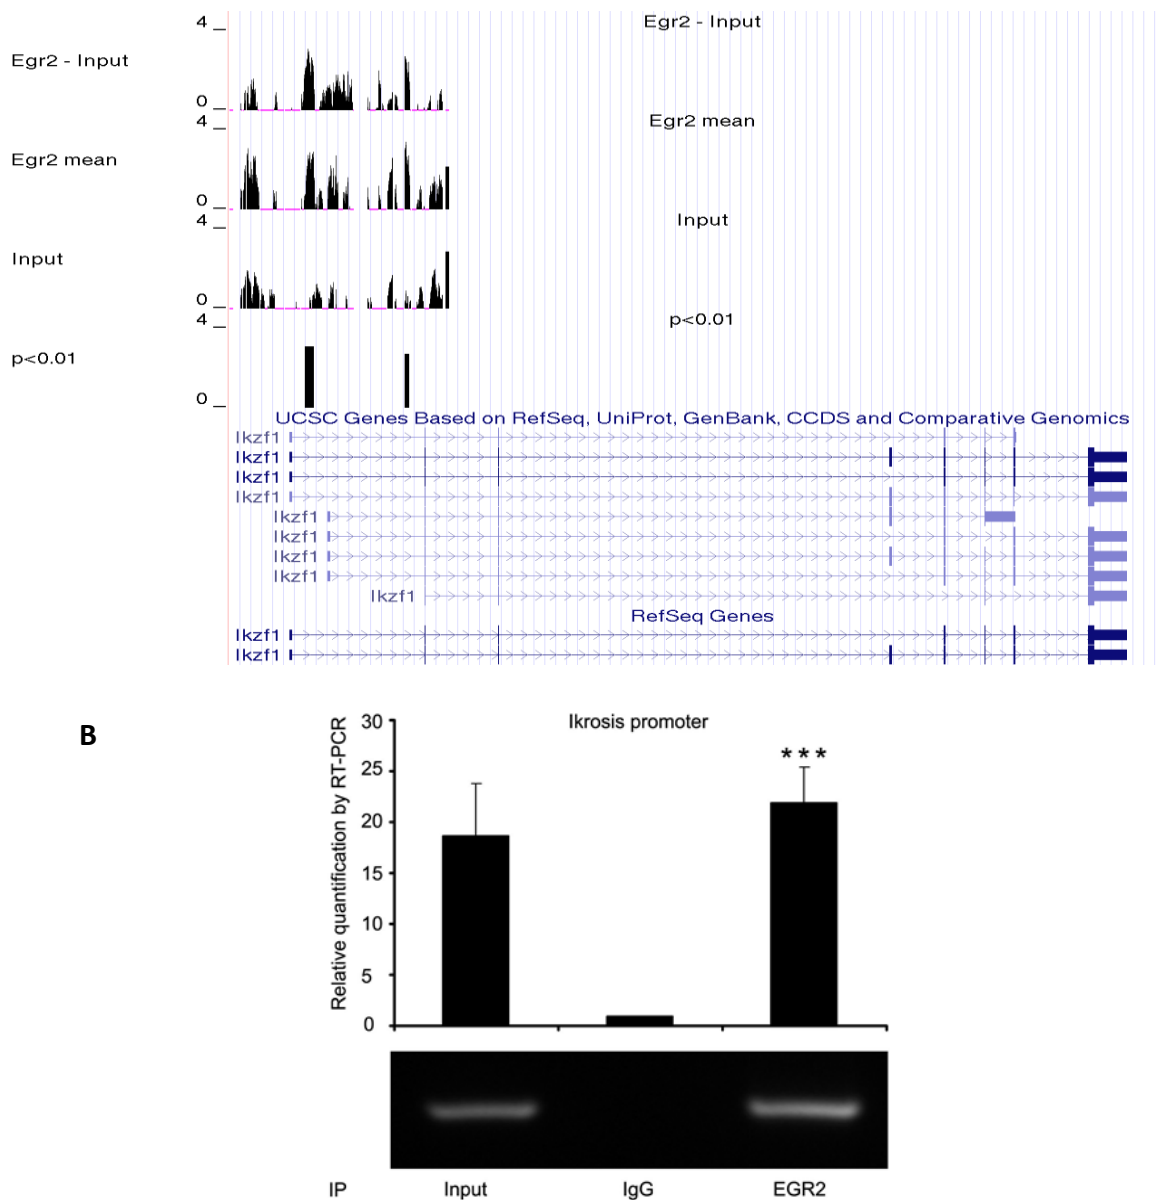 4
Egr2 - Input
Egr2 - Input
0
4
Egr2 mean
Egr2 mean
0
4
Input
Input
0
4
p<0.01
p<0.01
0
UCSC Genes Based on RefSeq, UniProt, GenBank, CCDS and Comparative Genomics
Ikzf1
Ikzf1
Ikzf1
Ikzf1
Ikzf1
Ikzf1
Ikzf1
Ikzf1
Ikzf1
RefSeq Genes
Ikzf1
Ikzf1
B
Ikrosis promoter
Relative quantification by RT-PCR
30
25
20
15
10
5
0
***
IP Input IgG EGR2